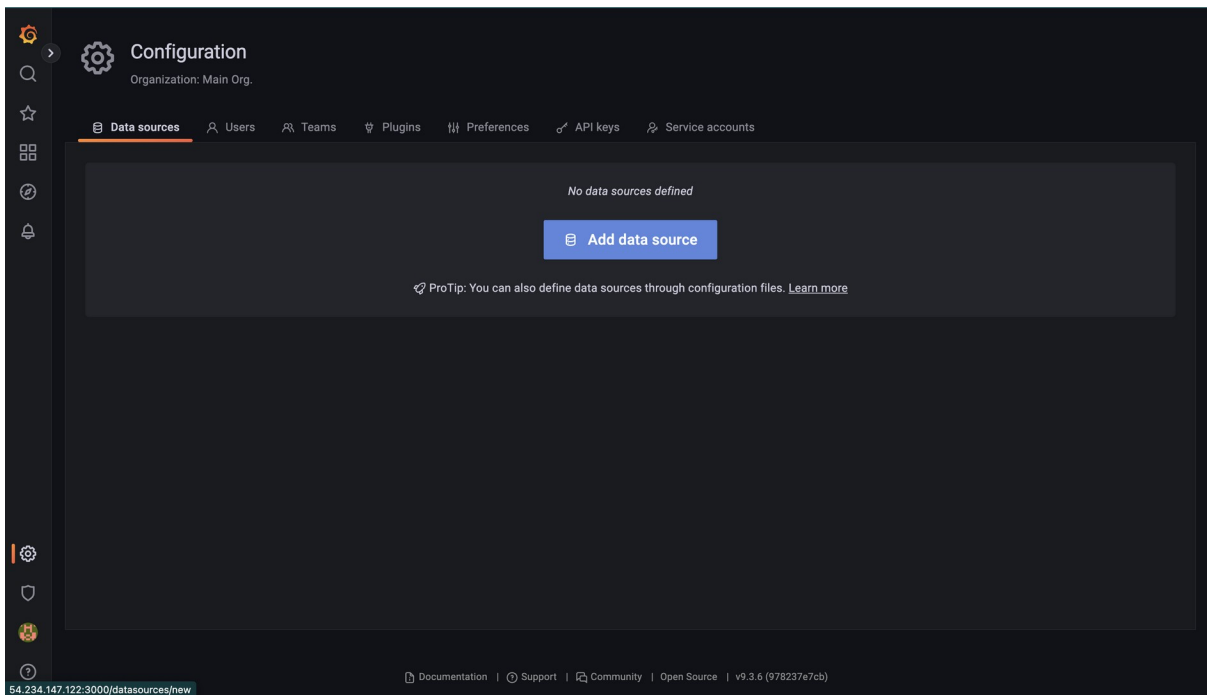 Configuration
Organization: Main Org.
Data sources Users Teams Plugins Preferences API keys Service accounts
No data sources defined
Add data source
ProTip: You can also define data sources through configuration files. Learn more
Documentation | Support | Community | Open Source | v9.3.6 (978237e7cb)
54.234.147.122:3000/datasources/new